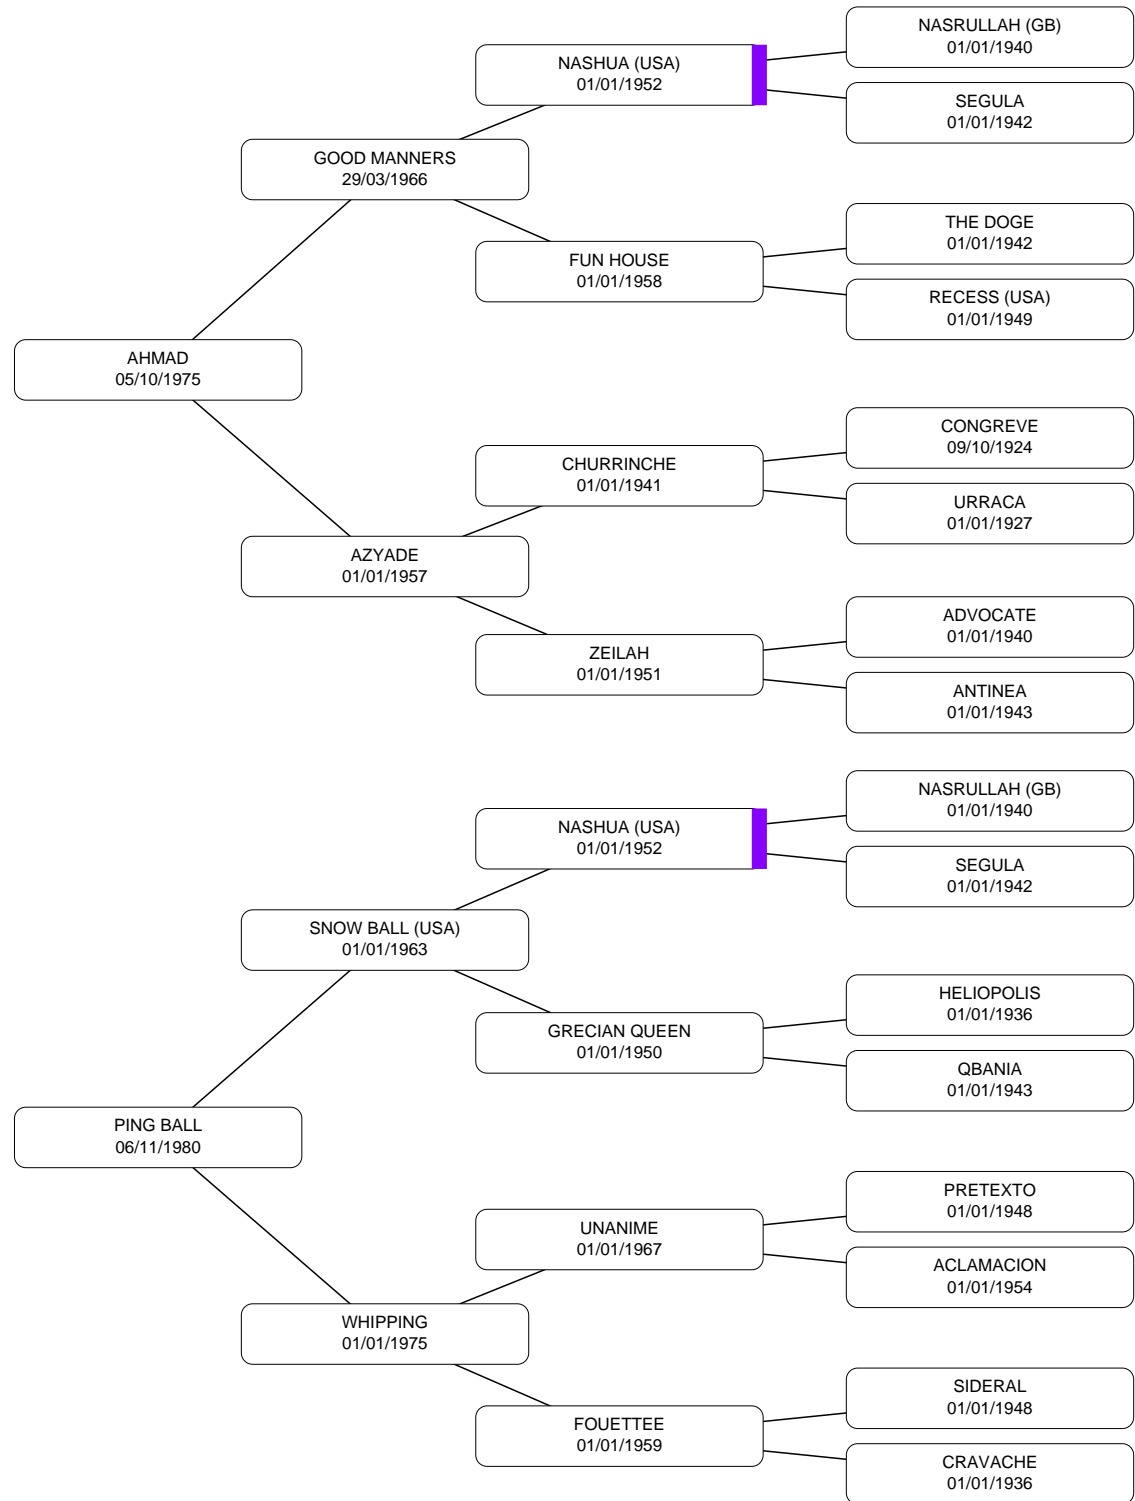 NASRULLAH (GB)
01/01/1940
NASHUA (USA)
01/01/1952
SEGULA
01/01/1942
GOOD MANNERS
29/03/1966
THE DOGE
01/01/1942
FUN HOUSE
01/01/1958
RECESS (USA)
01/01/1949
AHMAD
05/10/1975
CONGREVE
09/10/1924
CHURRINCHE
01/01/1941
URRACA
01/01/1927
AZYADE
01/01/1957
ADVOCATE
01/01/1940
ZEILAH
01/01/1951
ANTINEA
01/01/1943
NASRULLAH (GB)
01/01/1940
NASHUA (USA)
01/01/1952
SEGULA
01/01/1942
SNOW BALL (USA)
01/01/1963
HELIOPOLIS
01/01/1936
GRECIAN QUEEN
01/01/1950
QBANIA
01/01/1943
PING BALL
06/11/1980
PRETEXTO
01/01/1948
UNANIME
01/01/1967
ACLAMACION
01/01/1954
WHIPPING
01/01/1975
SIDERAL
01/01/1948
FOUETTEE
01/01/1959
CRAVACHE
01/01/1936